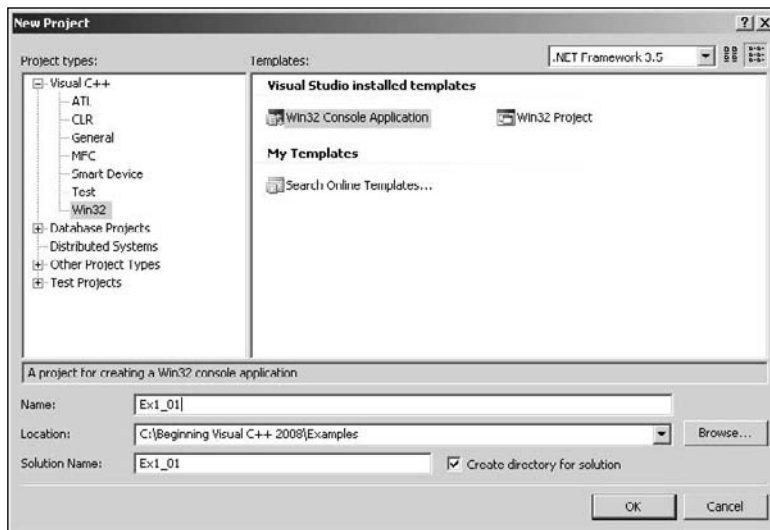 New Project
Project types:
Templates:
.NET Framework 3.5
Visual C++
ATL
CLR
General
MFC
Smart Device
Test
Win32
Database Projects
Distributed Systems
Other Project Types
Test Projects
Visual Studio installed templates
Win32 Console Application
Win32 Project
My Templates
Search Online Templates...
A project for creating a Win32 console application
Name:
Ex1_01
Location:
C:\Beginning Visual C++ 2008\Examples
Browse...
Solution Name:
Ex1_01
Create directory for solution
OK
Cancel